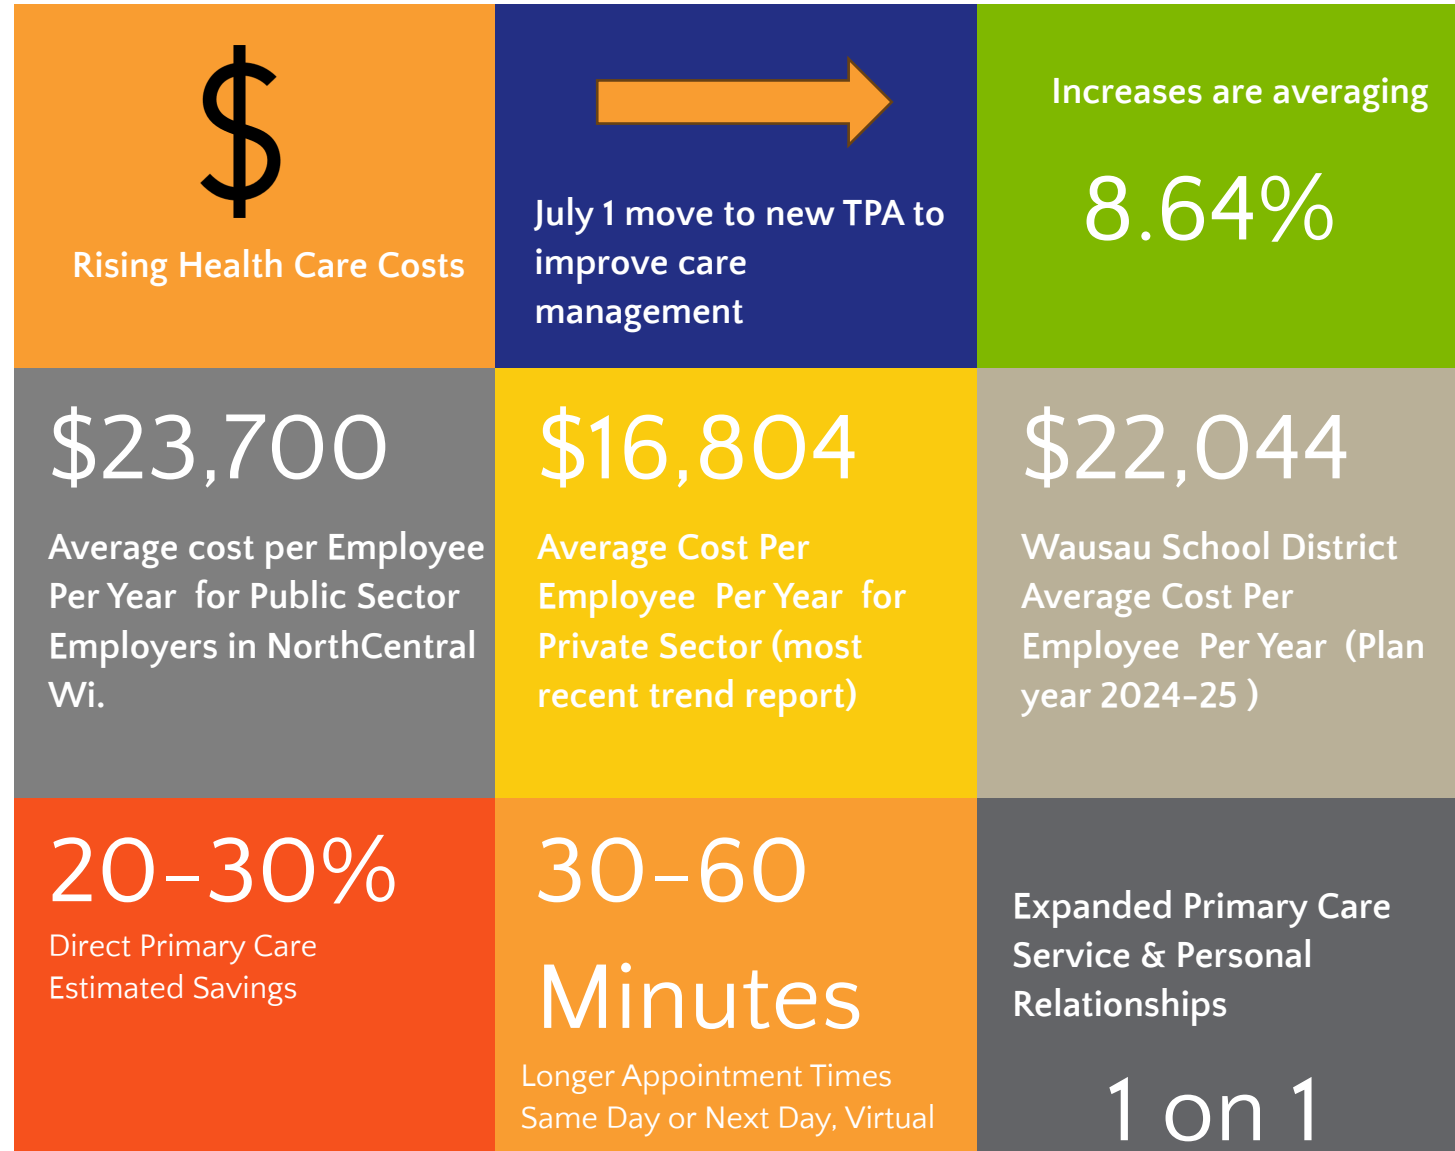 $
Rising Health Care Costs
July 1 move to new TPA to
improve care
management
Increases are averaging
8.64%
$23,700
Average cost per Employee
Per Year for Public Sector
Employers in NorthCentral
Wi.
$16,804
Average Cost Per
Employee Per Year for
Private Sector (most
recent trend report)
$22,044
Wausau School District
Average Cost Per
Employee Per Year (Plan
year 2024-25 )
20-30%
Direct Primary Care
Estimated Savings
30-60
Minutes
Longer Appointment Times
Same Day or Next Day, Virtual
Expanded Primary Care
Service & Personal
Relationships
1 on 1